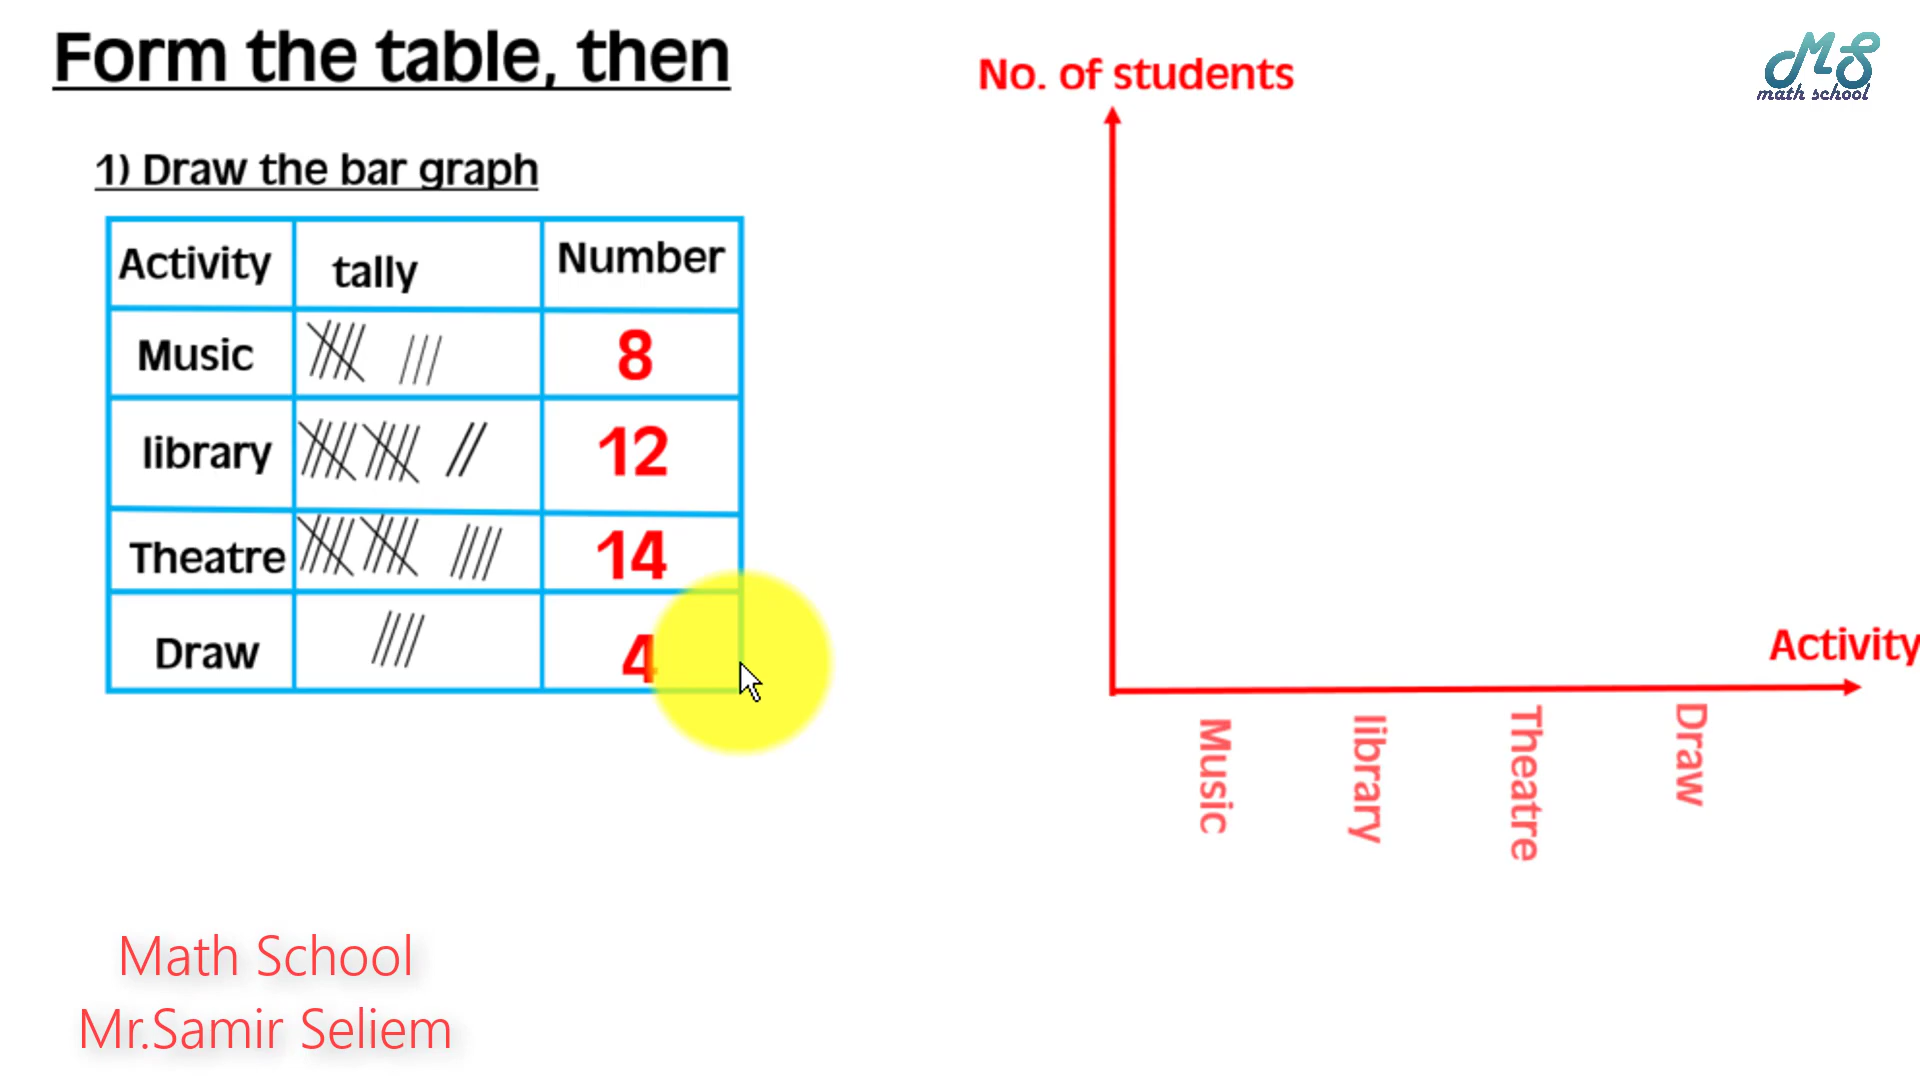 Form the table, then
1) Draw the bar graph
Activity tally Number
Music 8
library 12
Theatre 14
Draw 4
No. of students
Activity
Music
library
Theatre
Draw
MS
math school
Math School
Mr.Samir Seliem